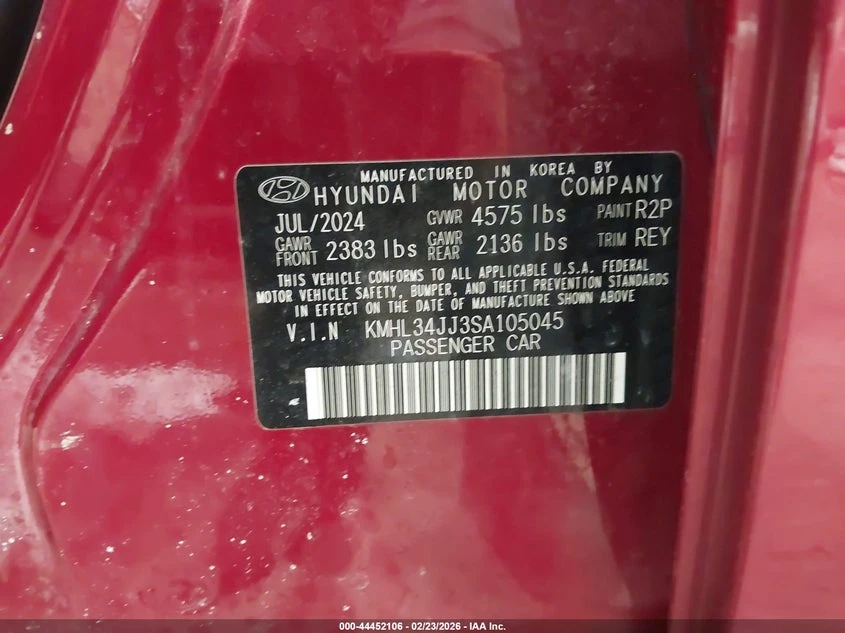 MANUFACTURED IN KOREA BY
HYUNDAI MOTOR COMPANY
JUL/2024 GVWR 4575 lbs PAINT R2P
GAWR FRONT 2383 lbs GAWR REAR 2136 lbs TRIM REY
THIS VEHICLE CONFORMS TO ALL APPLICABLE U.S.A. FEDERAL
MOTOR VEHICLE SAFETY, BUMPER, AND THEFT PREVENTION STANDARDS
IN EFFECT ON THE DATE OF MANUFACTURE SHOWN ABOVE
V.I.N KMHL34JJ3SA105045
PASSENGER CAR
000-44452106 - 02/23/2026 - IAA Inc.